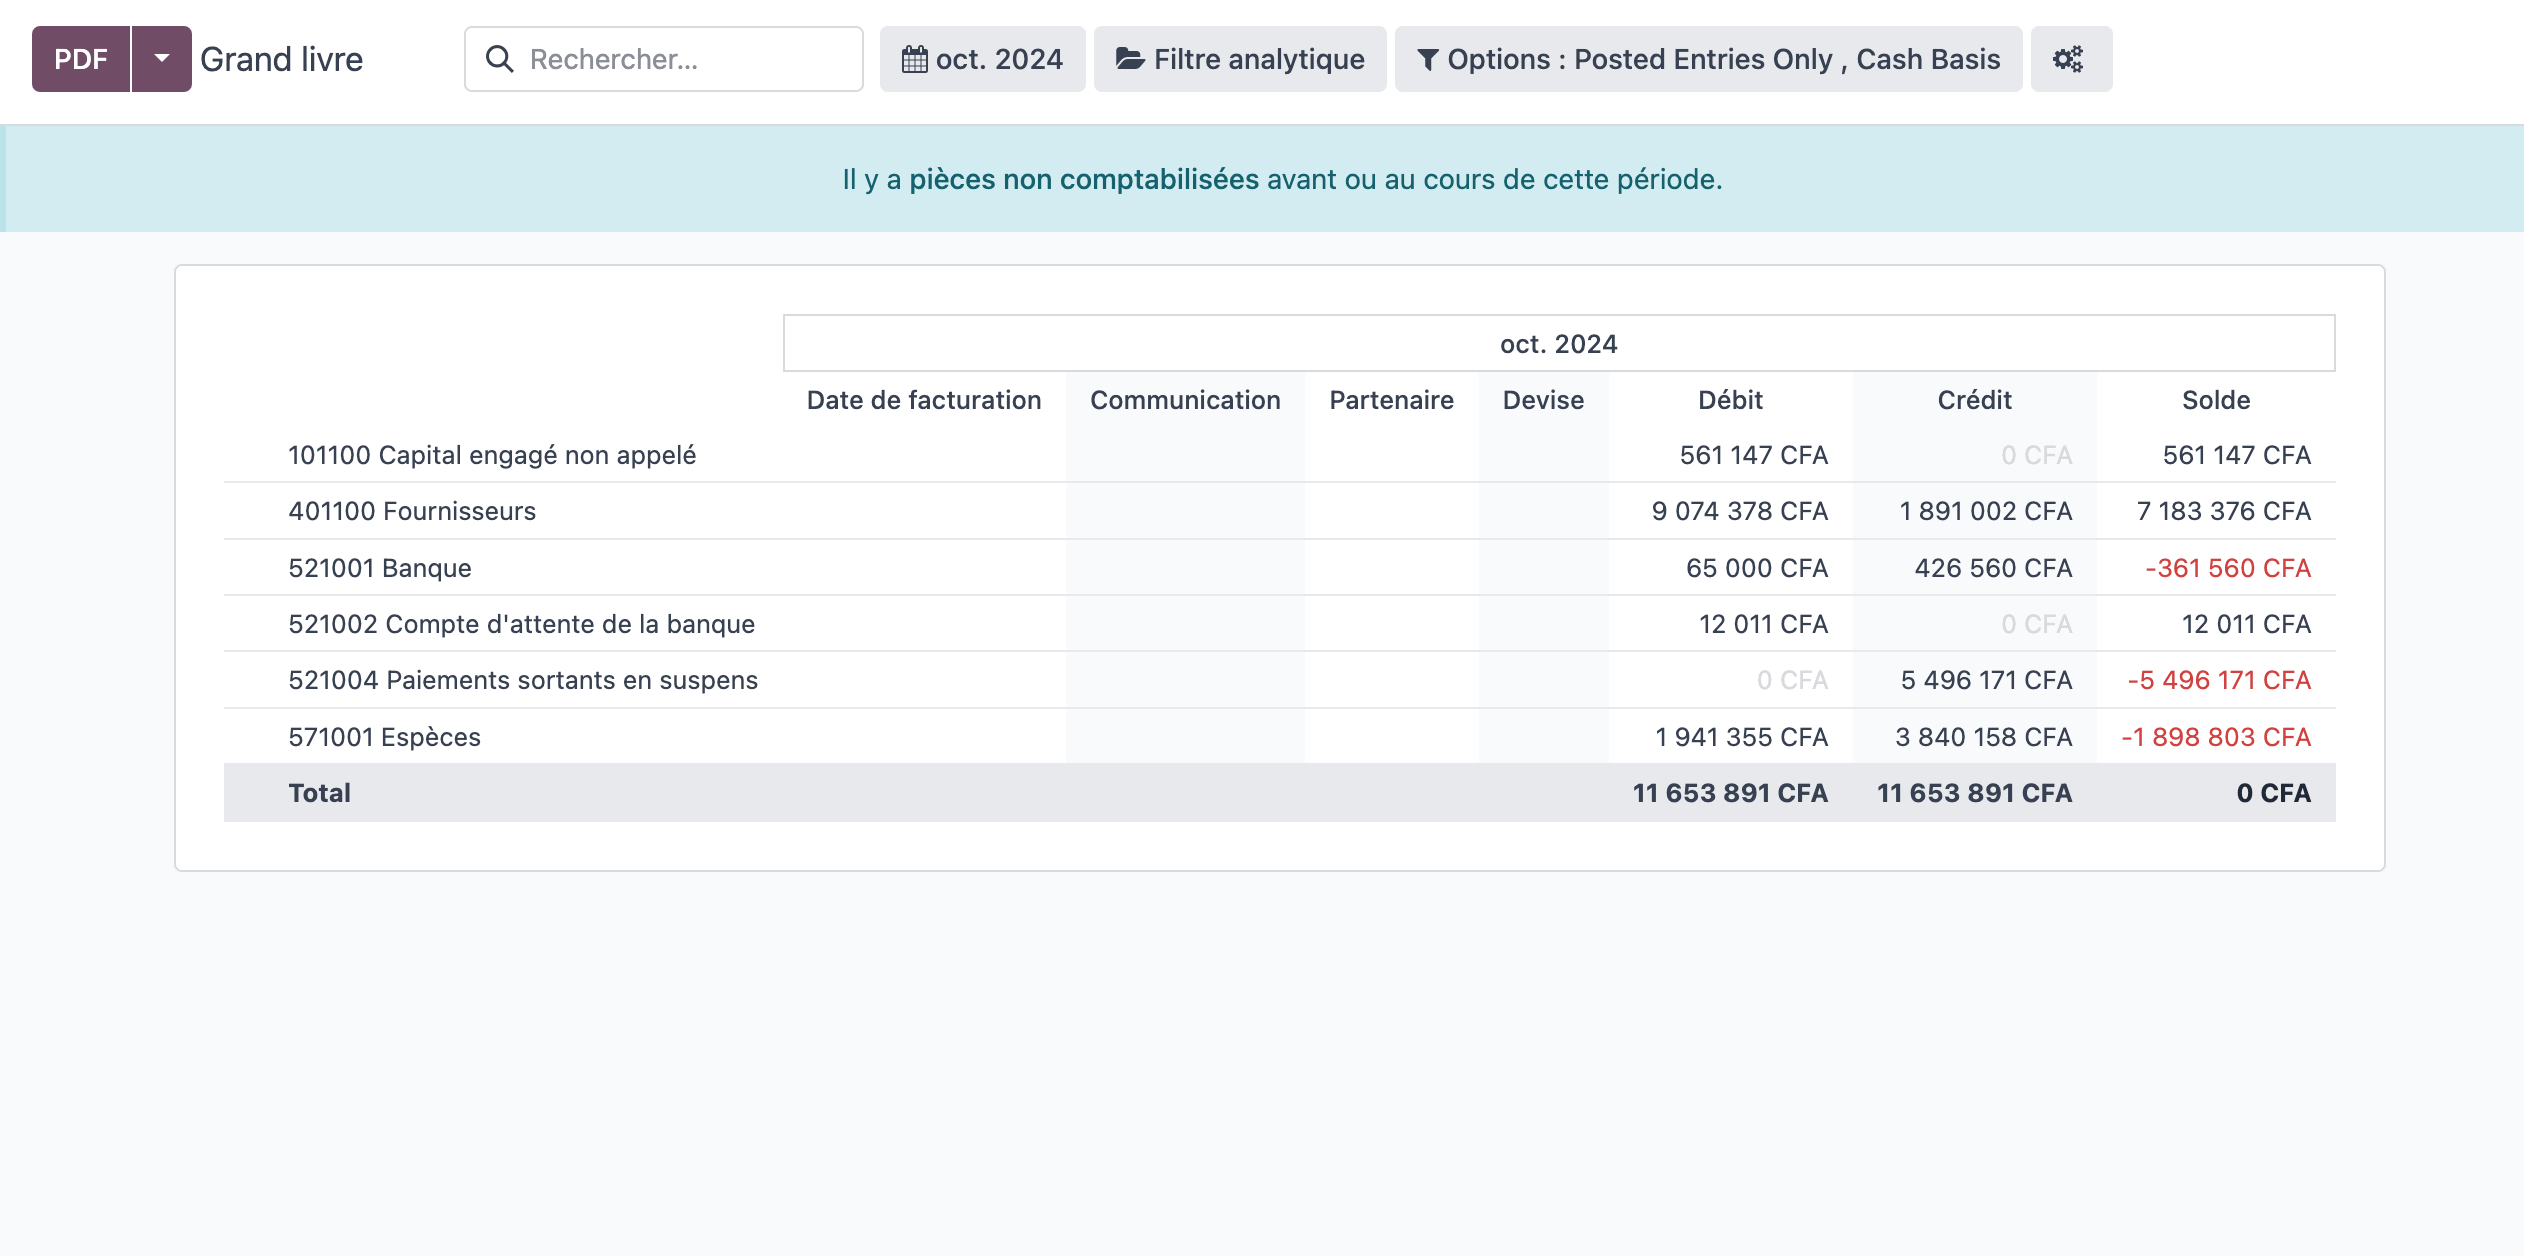 PDF Grand livre Rechercher... oct. 2024 Filtre analytique Options : Posted Entries Only , Cash Basis
Il y a pièces non comptabilisées avant ou au cours de cette période.
oct. 2024
Date de facturation Communication Partenaire Devise Débit Crédit Solde
101100 Capital engagé non appelé 561 147 CFA 0 CFA 561 147 CFA
401100 Fournisseurs 9 074 378 CFA 1 891 002 CFA 7 183 376 CFA
521001 Banque 65 000 CFA 426 560 CFA -361 560 CFA
521002 Compte d'attente de la banque 12 011 CFA 0 CFA 12 011 CFA
521004 Paiements sortants en suspens 0 CFA 5 496 171 CFA -5 496 171 CFA
571001 Espèces 1 941 355 CFA 3 840 158 CFA -1 898 803 CFA
Total 11 653 891 CFA 11 653 891 CFA 0 CFA